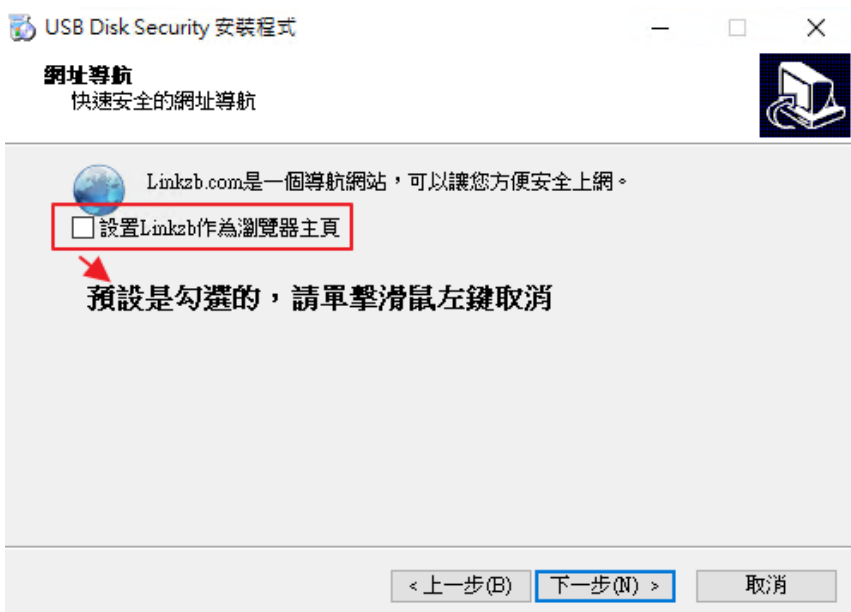 USB Disk Security 安裝程式
網址導航
快速安全的網址導航
Linkzb.com是一個導航網站，可以讓您方便安全上網。
設置Linkzb作為瀏覽器主頁
預設是勾選的，請單擊滑鼠左鍵取消
<上一步(B)
下一步(N) >
取消